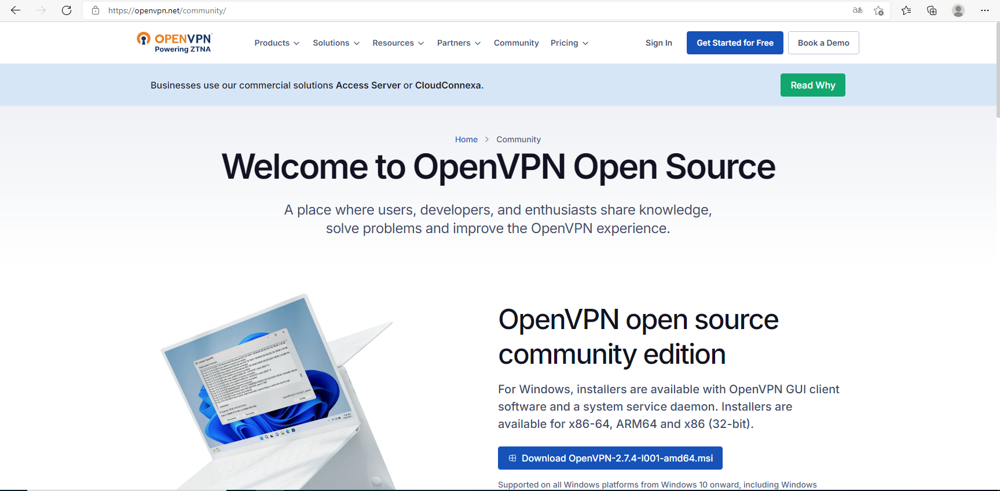 https://openvpn.net/community/
OPENVPN
Powering ZTNA
Products
Solutions
Resources
Partners
Community
Pricing
Sign In
Get Started for Free
Book a Demo
Businesses use our commercial solutions Access Server or CloudConnexa.
Read Why
Home > Community
Welcome to OpenVPN Open Source
A place where users, developers, and enthusiasts share knowledge,
solve problems and improve the OpenVPN experience.
OpenVPN open source
community edition
For Windows, installers are available with OpenVPN GUI client
software and a system service daemon. Installers are
available for x86-64, ARM64 and x86 (32-bit).
Download OpenVPN-2.7.4-I001-amd64.msi
Supported on all Windows platforms from Windows 10 onward, including Windows